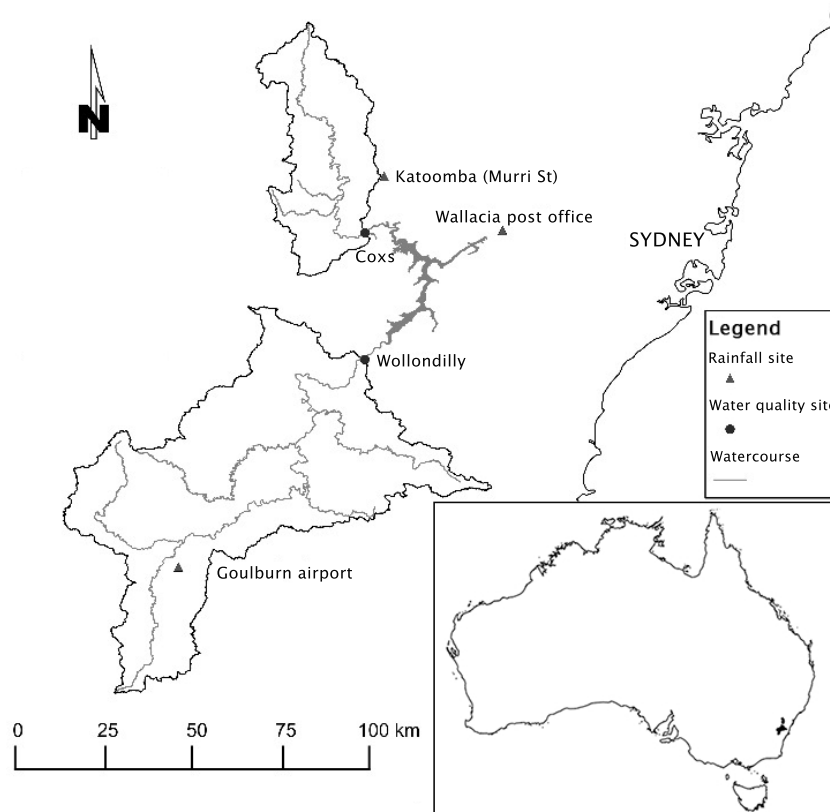 N
Katoomba (Murri St)
Wallacia post office
SYDNEY
Coxs
Legend
Rainfall site
Wollondilly
Water quality site
Watercourse
Goulburn airport
0 25 50 75 100 km